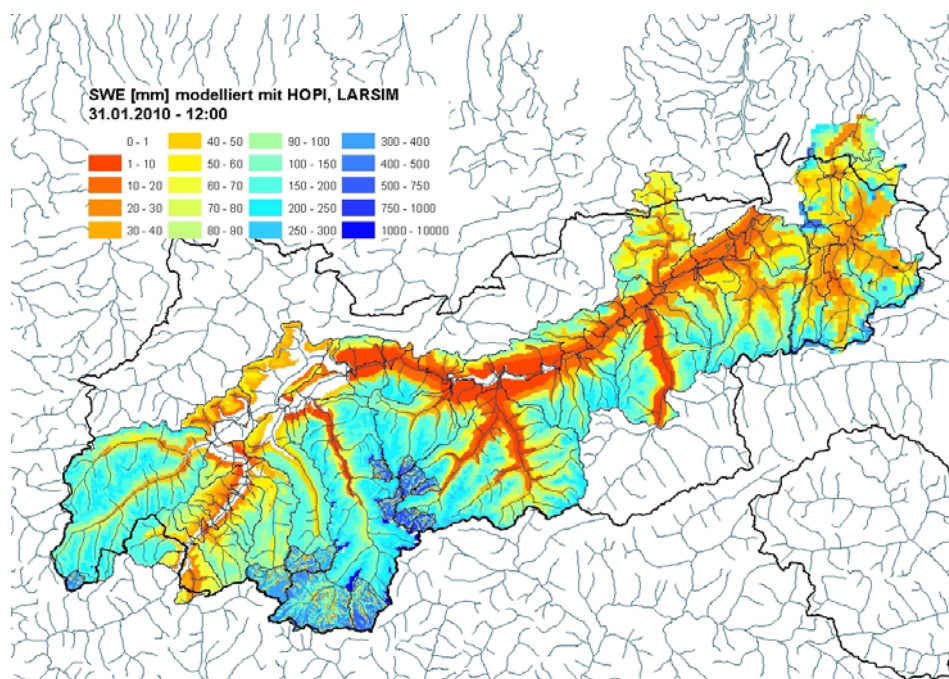 SWE [mm] modelliert mit HOPI, LARSIM
31.01.2010 - 12:00
0 - 1 40 - 50 90 - 100 300 - 400
1 - 10 50 - 60 100 - 150 400 - 500
10 - 20 60 - 70 150 - 200 500 - 750
20 - 30 70 - 80 200 - 250 750 - 1000
30 - 40 80 - 90 250 - 300 1000 - 10000